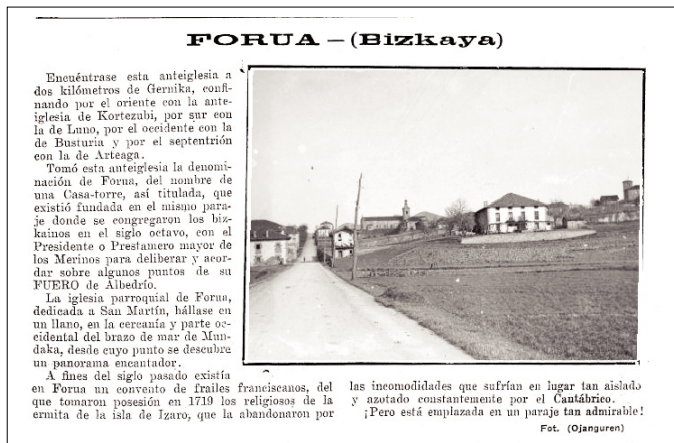 FORUA – (Bizkaya)
Encuéntrase esta anteiglesia a
dos kilómetros de Gernika, confi-
nando por el oriente con la ante-
iglesia de Kortezubi, por sur con
la de Luno, por el occidente con la
de Busturia y por el septentrión
con la de Arteaga.
Tomó esta anteiglesia la denomi-
nación de Forua, del nombre de
una Casa-torre, así titulada, que
existió fundada en el mismo para-
je donde se congregaron los biz-
kainos en el siglo octavo, con el
Presidente o Prestamero mayor de
los Merinos para deliberar y acor-
dar sobre algunos puntos de su
FUERO de Albedrío.
La iglesia parroquial de Forua,
dedicada a San Martín, hállase en
un llano, en la cercanía y parte oc-
cidental del brazo de mar de Mun-
daka, desde cuyo punto se descubre
un panorama encantador.
A fines del siglo pasado existía
en Forua un convento de frailes franciscanos, del
que tomaron posesión en 1719 los religiosos de la
ermita de la isla de Izaro, que la abandonaron por
las incomodidades que sufrían en lugar tan aislado
y azotado constantemente por el Cantábrico.
¡Pero está emplazada en un paraje tan admirable!
Fot. (Ojanguren)